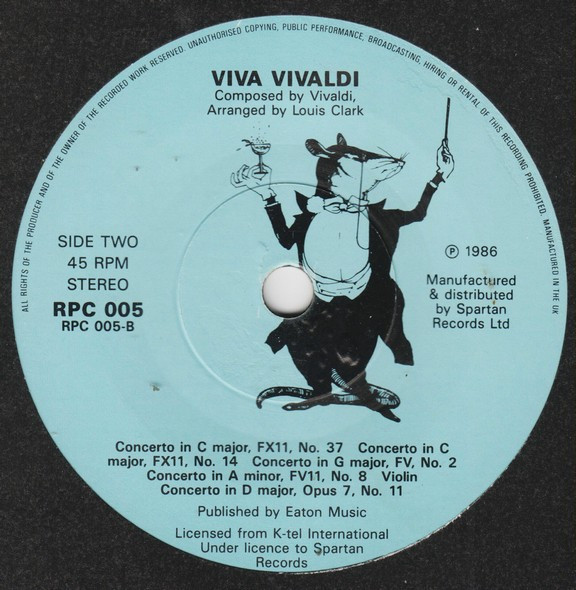 ALL RIGHTS OF THE PRODUCER AND OF THE OWNER OF THE RECORDED WORK RESERVED. UNAUTHORISED COPYING, PUBLIC PERFORMANCE, BROADCASTING, HIRING OR RENTAL OF THIS RECORDING PROHIBITED. MANUFACTURED IN THE UK
VIVA VIVALDI
Composed by Vivaldi,
Arranged by Louis Clark
SIDE TWO
45 RPM
STEREO
RPC 005
RPC 005-B
℗ 1986
Manufactured
& distributed
by Spartan
Records Ltd
Concerto in C major, FX11, No. 37 Concerto in C
major, FX11, No. 14 Concerto in G major, FV, No. 2
Concerto in A minor, FV11, No. 8 Violin
Concerto in D major, Opus 7, No. 11
Published by Eaton Music
Licensed from K-tel International
Under licence to Spartan
Records